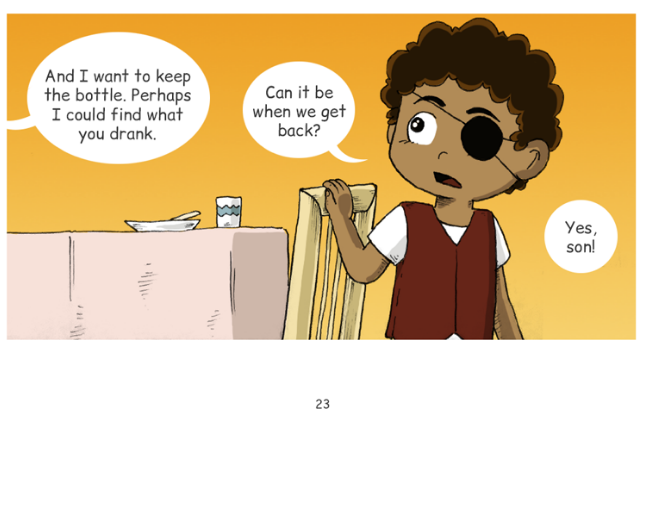 And I want to keep
the bottle. Perhaps
I could find what
you drank.
Can it be
when we get
back?
Yes,
son!
23